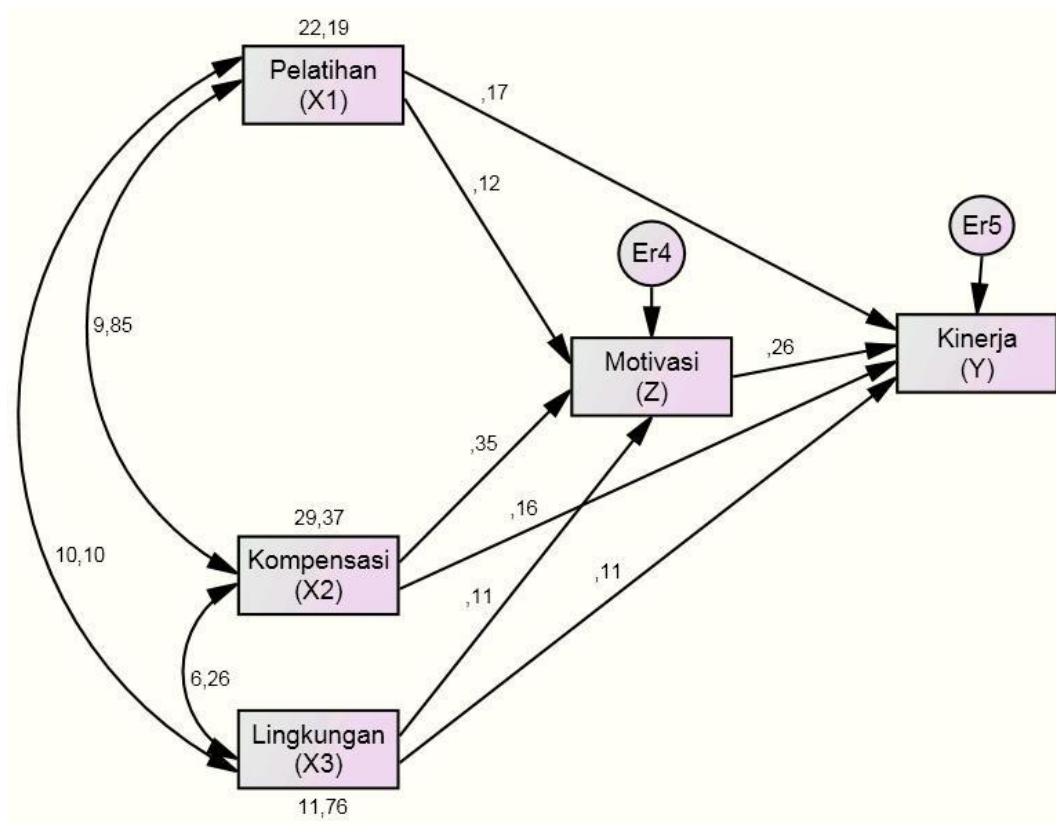 22,19
Pelatihan
(X1)
,17
,12
Er5
Er4
9,85
Kinerja
(Y)
,26
Motivasi
(Z)
,35
,16
29,37
10,10
Kompensasi
(X2)
,11
,11
6,26
Lingkungan
(X3)
11,76